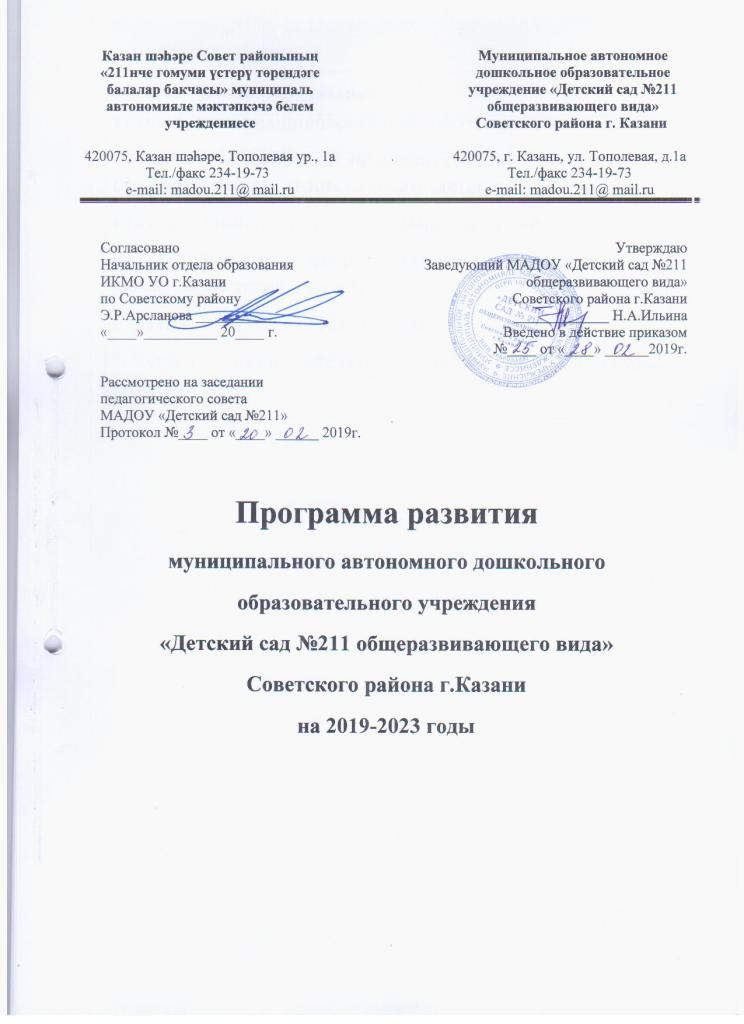 Казан шәһәре Совет районының
«211нче гомуми үстерү төрендәге
балалар бакчасы» муниципаль
автономияле мәктәпкәчә белем
учреждениесе
420075, Казан шәһәре, Тополевая ур., 1а
Тел./факс 234-19-73
e-mail: madou.211@ mail.ru
Муниципальное автономное
дошкольное образовательное
учреждение «Детский сад №211
общеразвивающего вида»
Советского района г. Казани
420075, г. Казань, ул. Тополевая, д.1а
Тел./факс 234-19-73
e-mail: madou.211@ mail.ru
Согласовано
Начальник отдела образования
ИКМО УО г.Казани
по Советскому району
Э.Р.Арсланова
«____»__________ 20____ г.
Утверждаю
Заведующий МАДОУ «Детский сад №211
общеразвивающего вида»
Советского района г.Казани
Н.А.Ильина
Введено в действие приказом
№ 25 от « 28 » 02 2019г.
«ДЕТСКИЙ
САД № 211
Рассмотрено на заседании
педагогического совета
МАДОУ «Детский сад №211»
Протокол № 3 от « 20 » 02 2019г.
Программа развития
муниципального автономного дошкольного
образовательного учреждения
«Детский сад №211 общеразвивающего вида»
Советского района г.Казани
на 2019-2023 годы